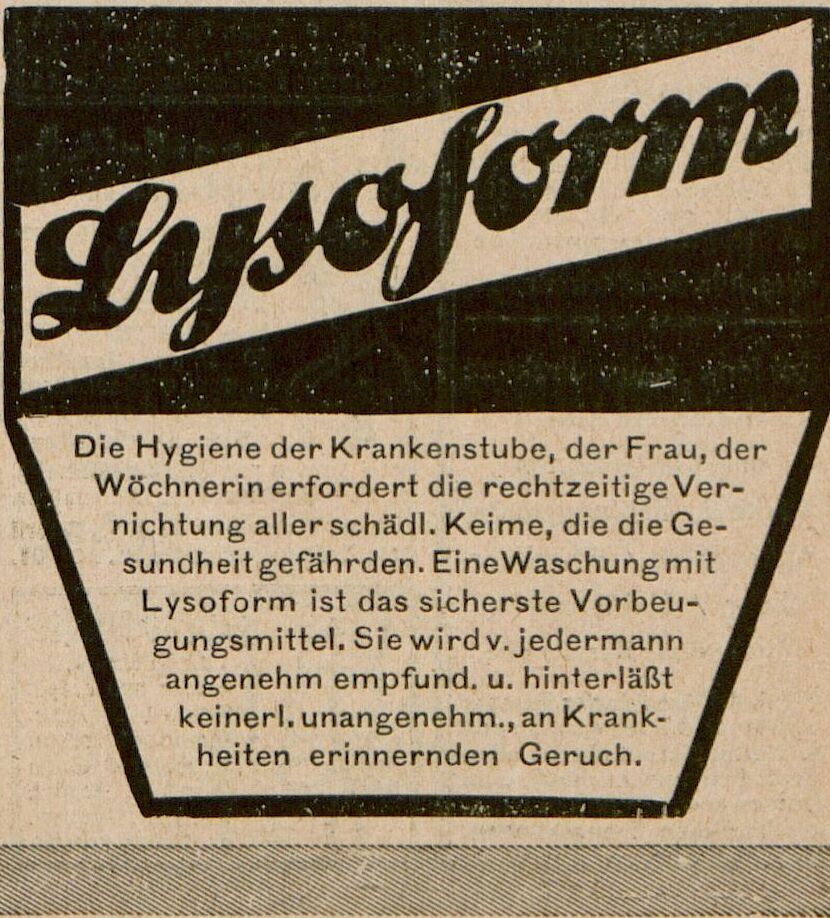 Lysoform
Die Hygiene der Krankenstube, der Frau, der
Wöchnerin erfordert die rechtzeitige Ver-
nichtung aller schädl. Keime, die die Ge-
sundheit gefährden. Eine Waschung mit
Lysoform ist das sicherste Vorbeu-
gungsmittel. Sie wird v. jedermann
angenehm empfund. u. hinterläßt
keinerl. unangenehm., an Krank-
heiten erinnernden Geruch.